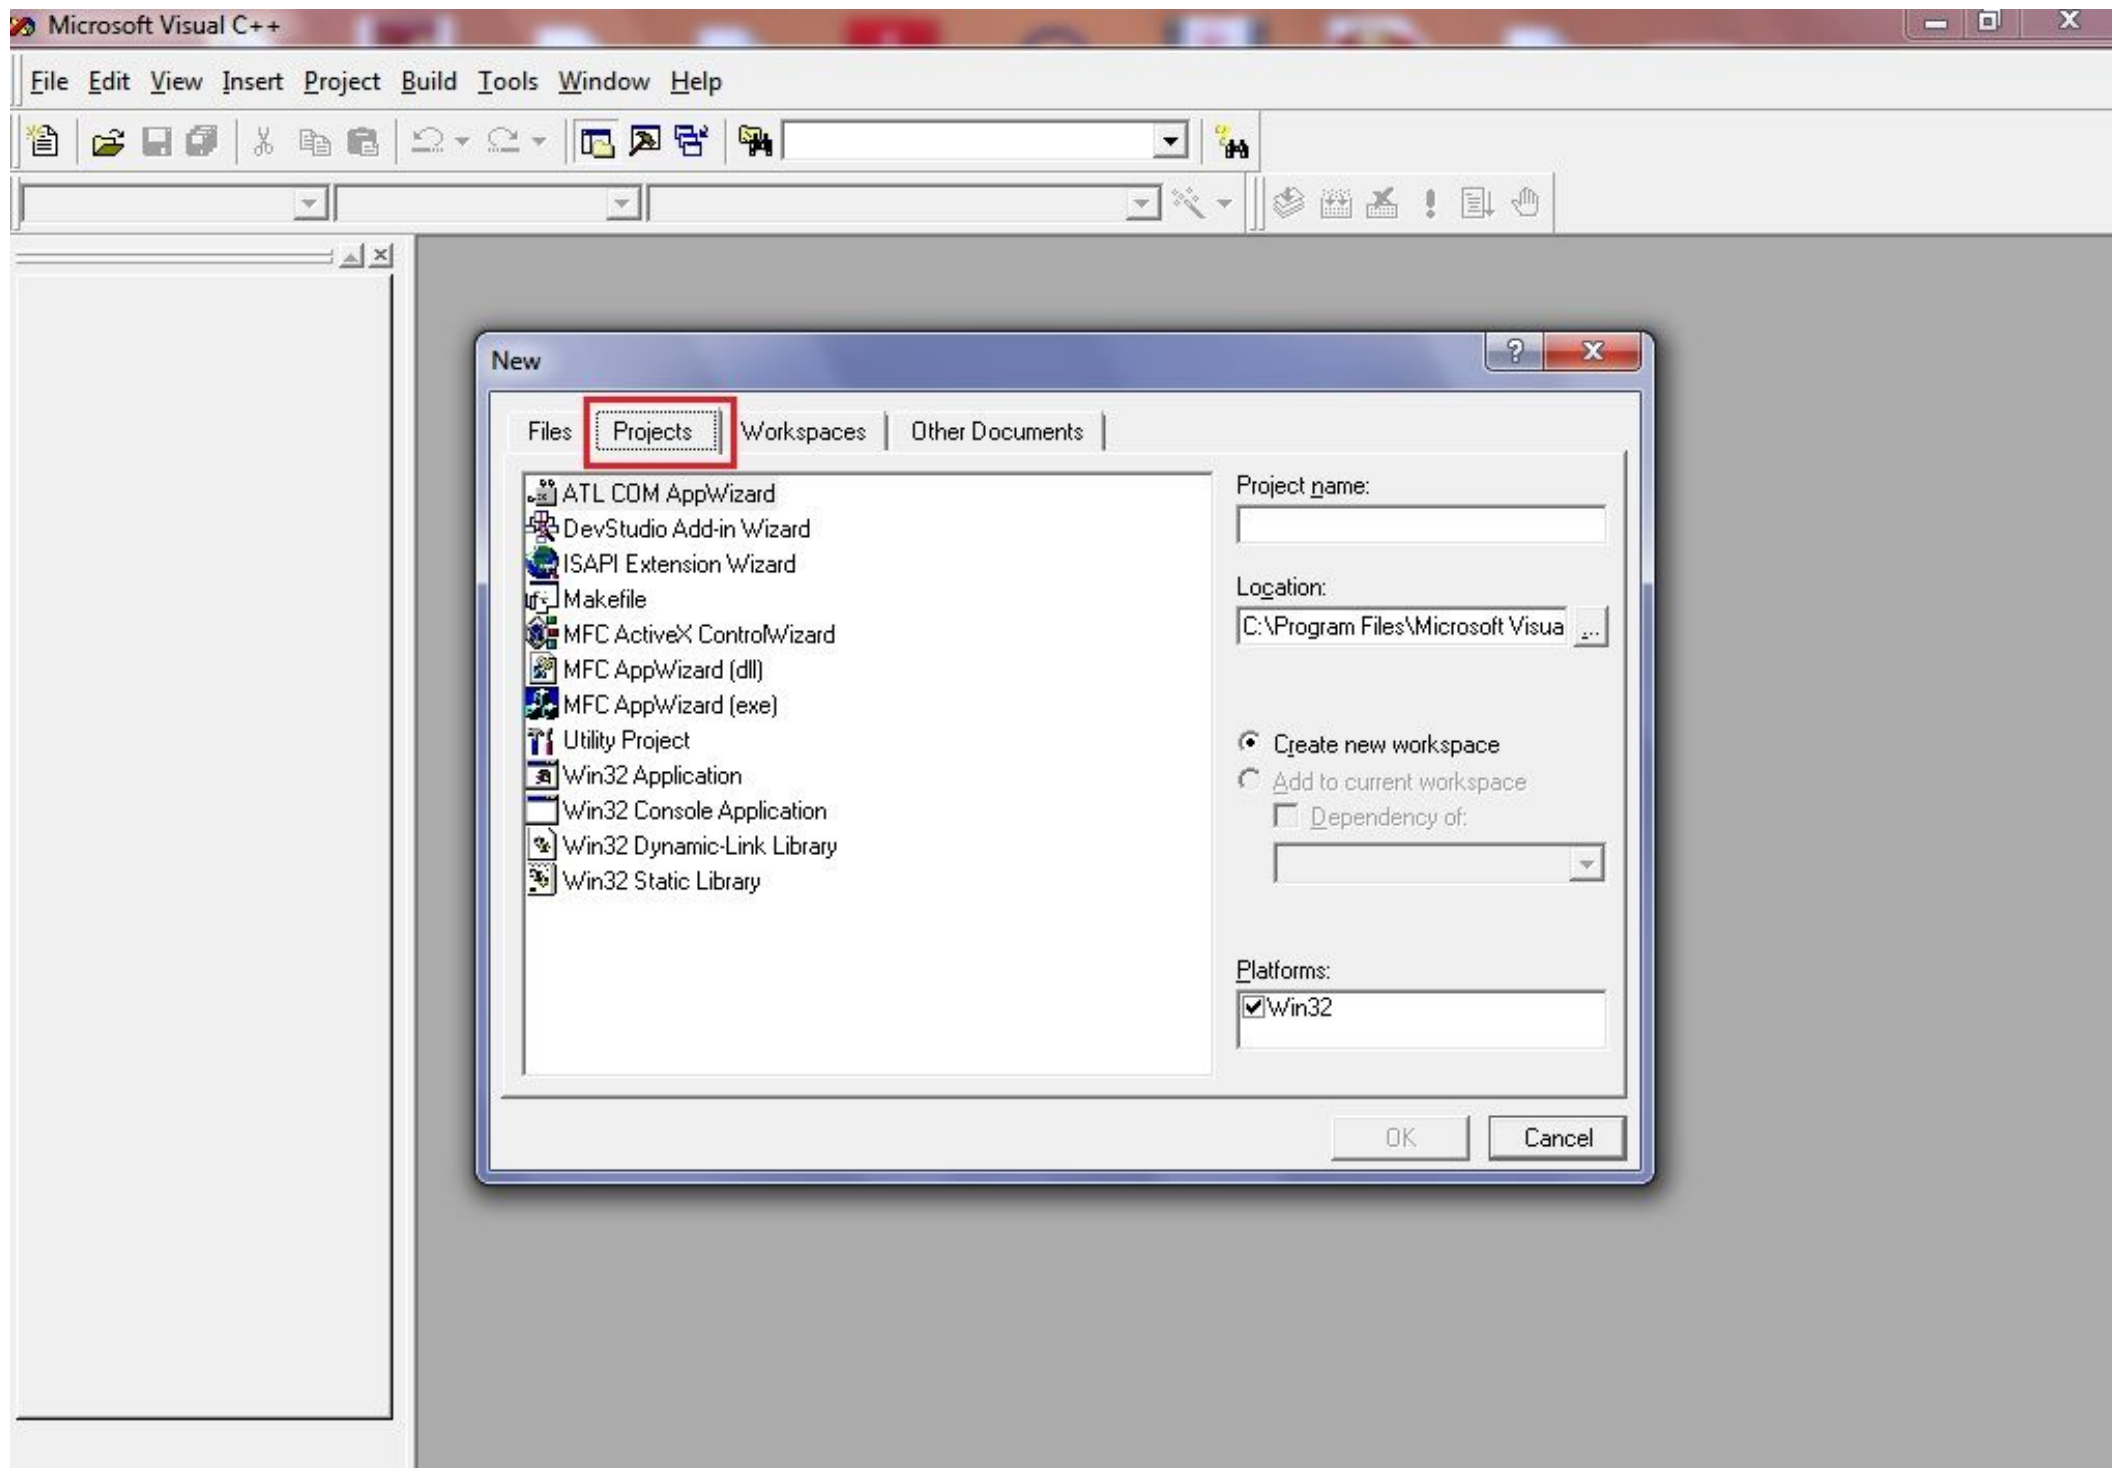 Microsoft Visual C++
File Edit View Insert Project Build Tools Window Help
New
Files Projects Workspaces Other Documents
ATL COM AppWizard
DevStudio Add-in Wizard
ISAPI Extension Wizard
Makefile
MFC ActiveX ControlWizard
MFC AppWizard (dll)
MFC AppWizard (exe)
Utility Project
Win32 Application
Win32 Console Application
Win32 Dynamic-Link Library
Win32 Static Library
Project name:
Location:
C:\Program Files\Microsoft Visua ...
Create new workspace
Add to current workspace
Dependency of:
Platforms:
Win32
OK Cancel